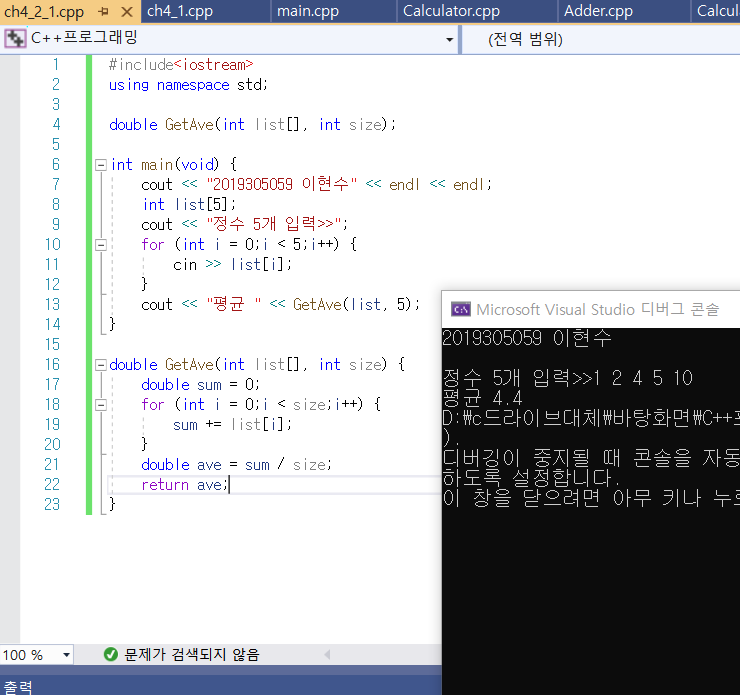 ch4_2_1.cpp ch4_1.cpp main.cpp Calculator.cpp Adder.cpp Calcul
C++프로그래밍 (전역 범위)
1 #include<iostream>
2 using namespace std;
3
4 double GetAve(int list[], int size);
5
6 int main(void) {
7 cout << "2019305059 이현수" << endl << endl;
8 int list[5];
9 cout << "정수 5개 입력>>";
10 for (int i = 0;i < 5;i++) {
11 cin >> list[i];
12 }
13 cout << "평균 " << GetAve(list, 5);
14 }
15
16 double GetAve(int list[], int size) {
17 double sum = 0;
18 for (int i = 0;i < size;i++) {
19 sum += list[i];
20 }
21 double ave = sum / size;
22 return ave;
23 }
Microsoft Visual Studio 디버그 콘솔
2019305059 이현수
정수 5개 입력>>1 2 4 5 10
평균 4.4
D:\c드라이브대체\바탕화면\C++
).
디버깅이 중지될 때 콘솔을 자동
하도록 설정합니다.
이 창을 닫으려면 아무 키나
100 % 문제가 검색되지 않음
출력